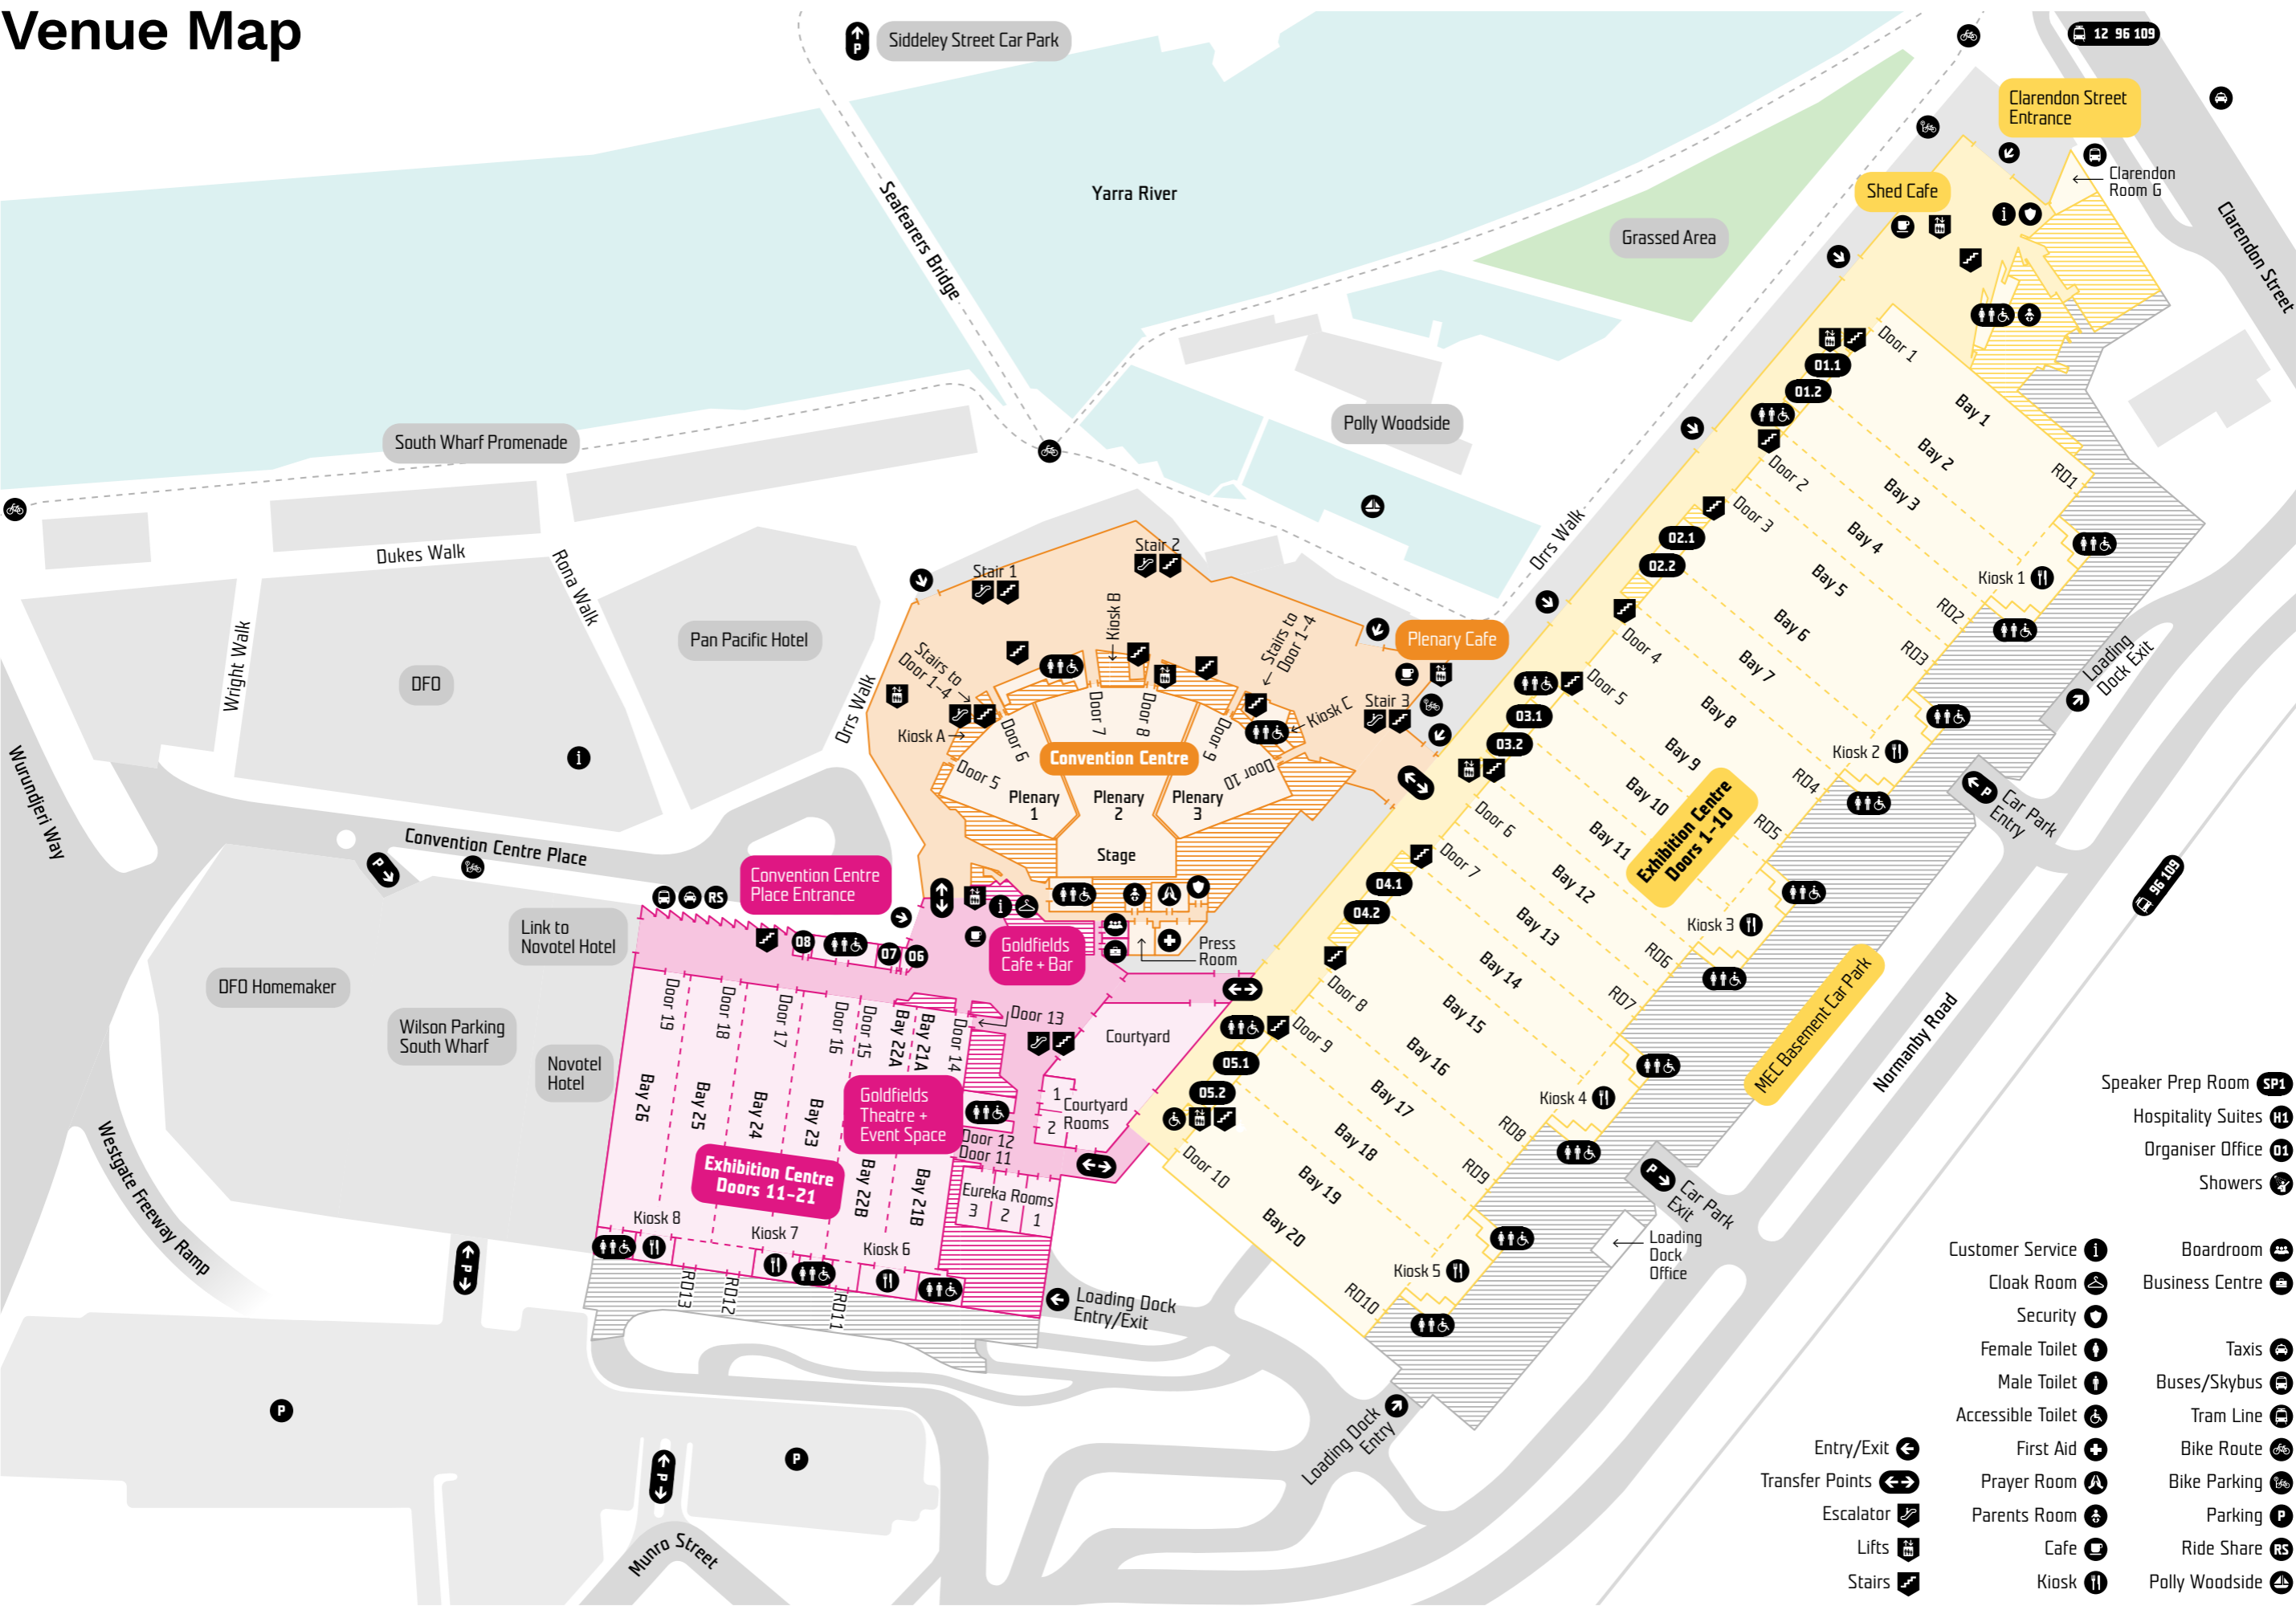 Venue Map
P
Siddeley Street Car Park
12 96 109
Clarendon Street
Entrance
Clarendon
Room G
Clarendon Street
Shed Cafe
Yarra River
Seafearers Bridge
Grassed Area
Polly Woodside
South Wharf Promenade
Dukes Walk
Rona Walk
Wright Walk
DFO
Pan Pacific Hotel
Orrs Walk
Orrs Walk
Wurundjeri Way
Convention Centre Place
P
RS
Stair 1
Stair 2
Stair 3
Stairs to
Door 1-4
Stairs to
Door 1-4
Kiosk A
Kiosk B
Kiosk C
Plenary Cafe
Door 5
Door 6
Door 7
Door 8
Door 9
Door 10
Convention Centre
Plenary
1
Plenary
2
Plenary
3
Stage
Press
Room
Convention Centre
Place Entrance
Goldfields
Cafe + Bar
Link to
Novotel Hotel
DFO Homemaker
Wilson Parking
South Wharf
Novotel
Hotel
08
07
06
Door 19
Door 18
Door 17
Door 16
Door 15
Door 14
Door 13
Door 12
Door 11
Bay 26
Bay 25
Bay 24
Bay 23
Bay 22A
Bay 21A
Bay 22B
Bay 21B
Goldfields
Theatre +
Event Space
Exhibition Centre
Doors 11-21
Courtyard
1
2
Courtyard
Rooms
Eureka Rooms
3
2
1
Kiosk 8
Kiosk 7
Kiosk 6
RD13
RD12
RD11
Loading Dock
Entry/Exit
Westgate Freeway Ramp
P
P
P
P
Munro Street
Door 1
01.1
01.2
Door 2
Door 3
02.1
02.2
Door 4
Door 5
03.1
03.2
Door 6
Door 7
04.1
04.2
Door 8
Door 9
05.1
05.2
Door 10
Bay 1
Bay 2
Bay 3
Bay 4
Bay 5
Bay 6
Bay 7
Bay 8
Bay 9
Bay 10
Bay 11
Bay 12
Bay 13
Bay 14
Bay 15
Bay 16
Bay 17
Bay 18
Bay 19
Bay 20
Exhibition Centre
Doors 1-10
RD1
RD2
RD3
RD4
RD5
RD6
RD7
RD8
RD9
RD10
Kiosk 1
Kiosk 2
Kiosk 3
Kiosk 4
Kiosk 5
Loading
Dock Exit
P
Car Park
Entry
96 109
MEC Basement Car Park
Normanby Road
P
Car Park
Exit
Loading
Dock
Office
Loading Dock
Entry
Speaker Prep Room SP1
Hospitality Suites H1
Organiser Office 01
Showers
Customer Service
Cloak Room
Security
Female Toilet
Male Toilet
Accessible Toilet
First Aid
Prayer Room
Parents Room
Cafe
Kiosk
Boardroom
Business Centre
Taxis
Buses/Skybus
Tram Line
Bike Route
Bike Parking
Parking P
Ride Share RS
Polly Woodside
Entry/Exit
Transfer Points
Escalator
Lifts
Stairs